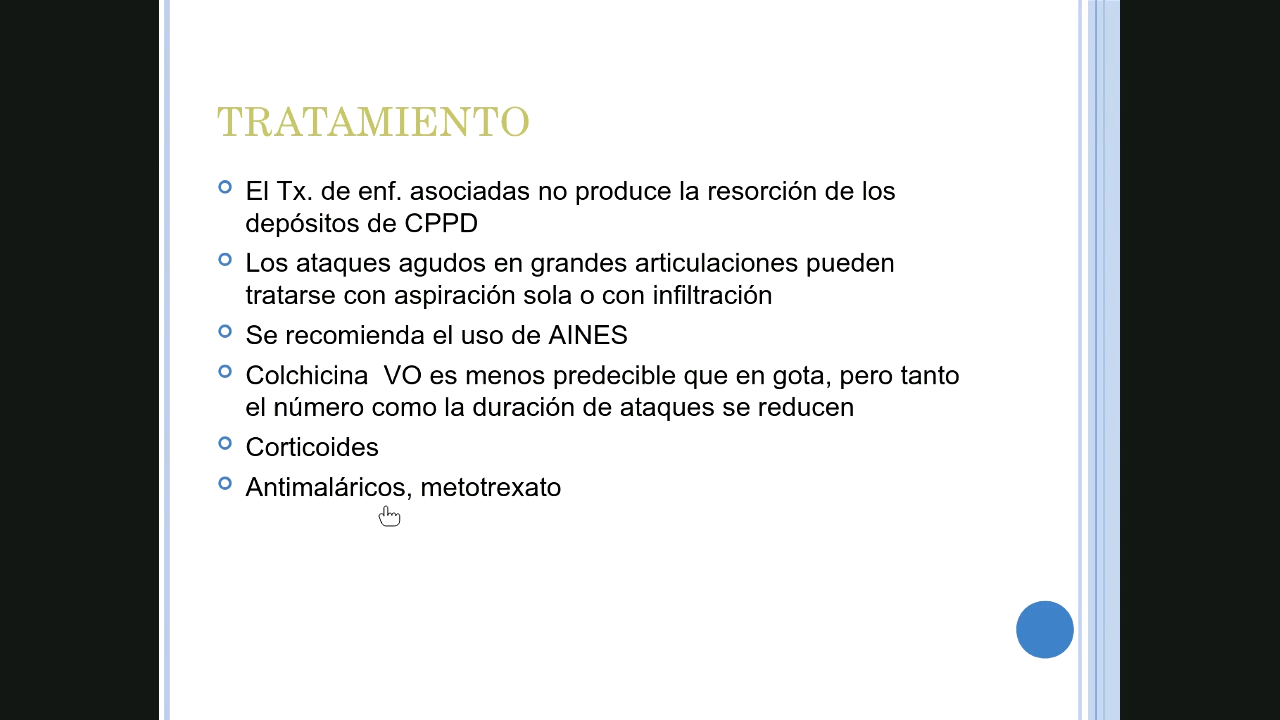 TRATAMIENTO
El Tx. de enf. asociadas no produce la resorción de los
depósitos de CPPD
Los ataques agudos en grandes articulaciones pueden
tratarse con aspiración sola o con infiltración
Se recomienda el uso de AINES
Colchicina  VO es menos predecible que en gota, pero tanto
el número como la duración de ataques se reducen
Corticoides
Antimaláricos, metotrexato